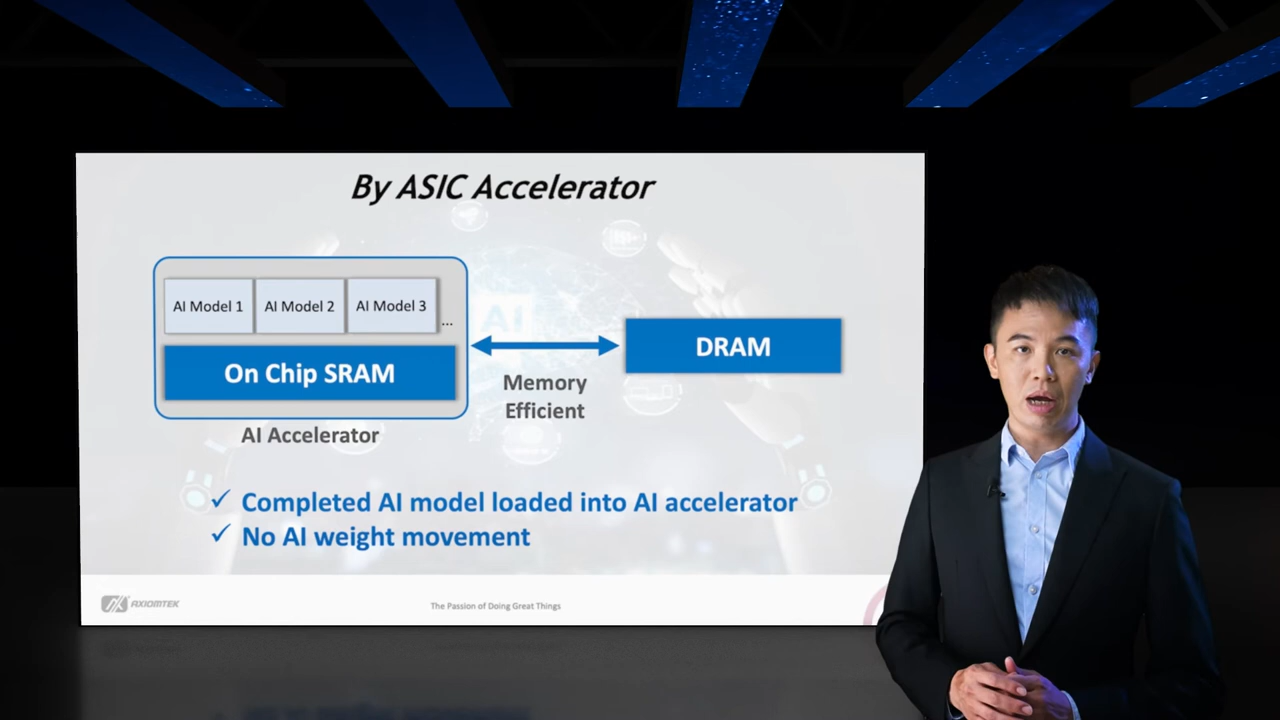 By ASIC Accelerator
AI Model 1
AI Model 2
AI Model 3
...
On Chip SRAM
AI Accelerator
Memory
Efficient
DRAM
AI
✓ Completed AI model loaded into AI accelerator
✓ No AI weight movement
AXIOMTEK
The Passion of Doing Great Things